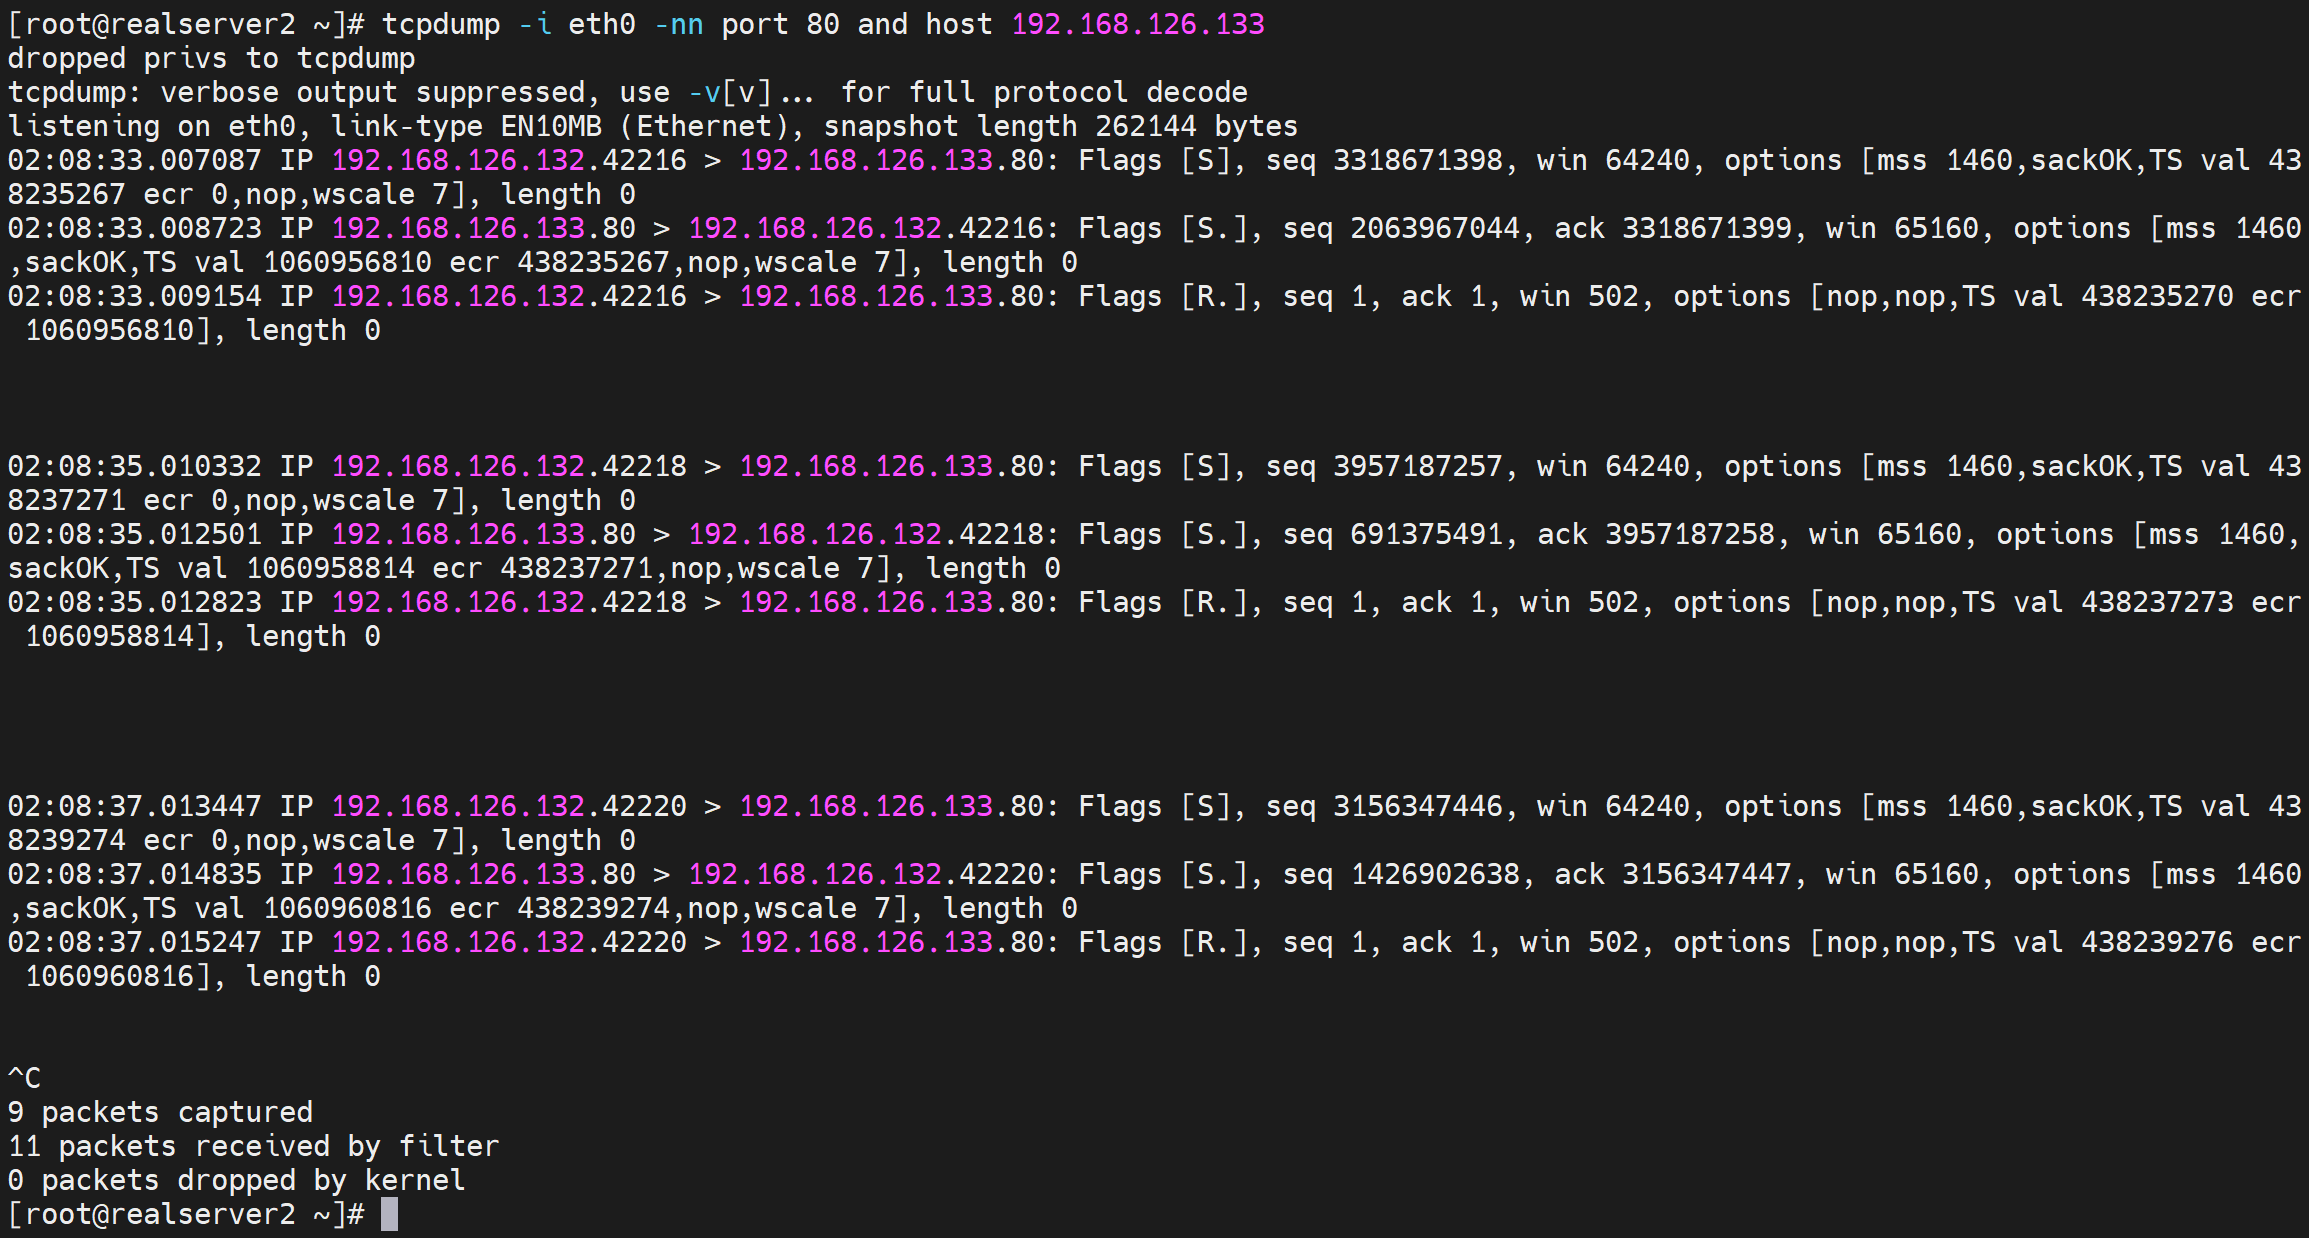 [root@realserver2 ~]# tcpdump -i eth0 -nn port 80 and host 192.168.126.133
dropped privs to tcpdump
tcpdump: verbose output suppressed, use -v[v]... for full protocol decode
listening on eth0, link-type EN10MB (Ethernet), snapshot length 262144 bytes
02:08:33.007087 IP 192.168.126.132.42216 > 192.168.126.133.80: Flags [S], seq 3318671398, win 64240, options [mss 1460,sackOK,TS val 43
8235267 ecr 0,nop,wscale 7], length 0
02:08:33.008723 IP 192.168.126.133.80 > 192.168.126.132.42216: Flags [S.], seq 2063967044, ack 3318671399, win 65160, options [mss 1460
,sackOK,TS val 1060956810 ecr 438235267,nop,wscale 7], length 0
02:08:33.009154 IP 192.168.126.132.42216 > 192.168.126.133.80: Flags [R.], seq 1, ack 1, win 502, options [nop,nop,TS val 438235270 ecr
 1060956810], length 0
02:08:35.010332 IP 192.168.126.132.42218 > 192.168.126.133.80: Flags [S], seq 3957187257, win 64240, options [mss 1460,sackOK,TS val 43
8237271 ecr 0,nop,wscale 7], length 0
02:08:35.012501 IP 192.168.126.133.80 > 192.168.126.132.42218: Flags [S.], seq 691375491, ack 3957187258, win 65160, options [mss 1460,
sackOK,TS val 1060958814 ecr 438237271,nop,wscale 7], length 0
02:08:35.012823 IP 192.168.126.132.42218 > 192.168.126.133.80: Flags [R.], seq 1, ack 1, win 502, options [nop,nop,TS val 438237273 ecr
 1060958814], length 0
02:08:37.013447 IP 192.168.126.132.42220 > 192.168.126.133.80: Flags [S], seq 3156347446, win 64240, options [mss 1460,sackOK,TS val 43
8239274 ecr 0,nop,wscale 7], length 0
02:08:37.014835 IP 192.168.126.133.80 > 192.168.126.132.42220: Flags [S.], seq 1426902638, ack 3156347447, win 65160, options [mss 1460
,sackOK,TS val 1060960816 ecr 438239274,nop,wscale 7], length 0
02:08:37.015247 IP 192.168.126.132.42220 > 192.168.126.133.80: Flags [R.], seq 1, ack 1, win 502, options [nop,nop,TS val 438239276 ecr
 1060960816], length 0
^C
9 packets captured
11 packets received by filter
0 packets dropped by kernel
[root@realserver2 ~]#